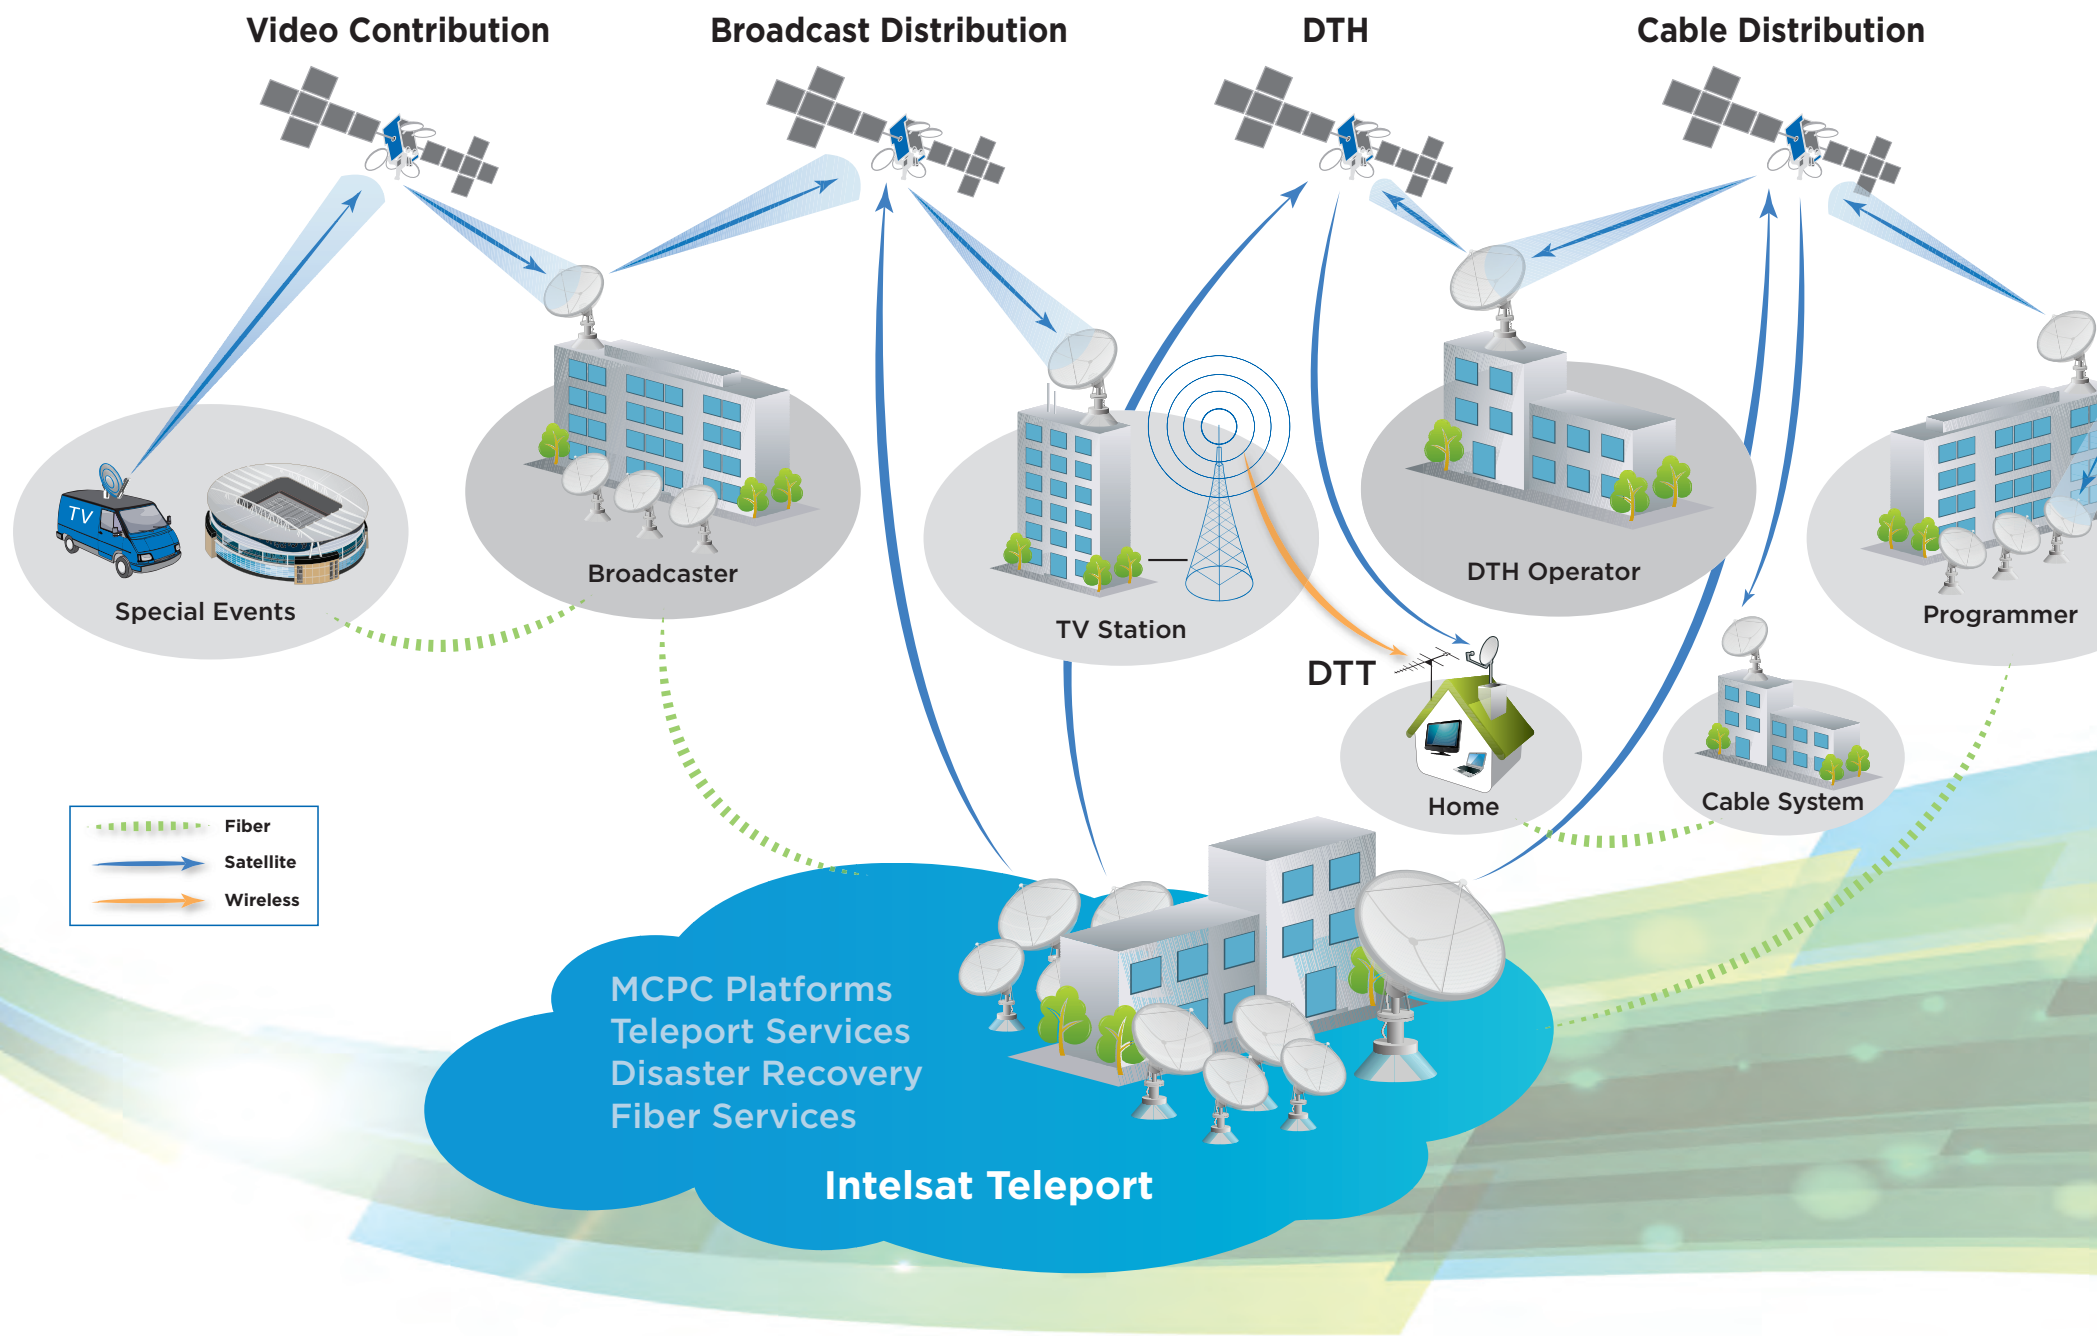 Video Contribution
Broadcast Distribution
DTH
Cable Distribution
TV
Special Events
Broadcaster
TV Station
DTH Operator
Programmer
DTT
Home
Cable System
Fiber
Satellite
Wireless
MCPC Platforms
Teleport Services
Disaster Recovery
Fiber Services
Intelsat Teleport